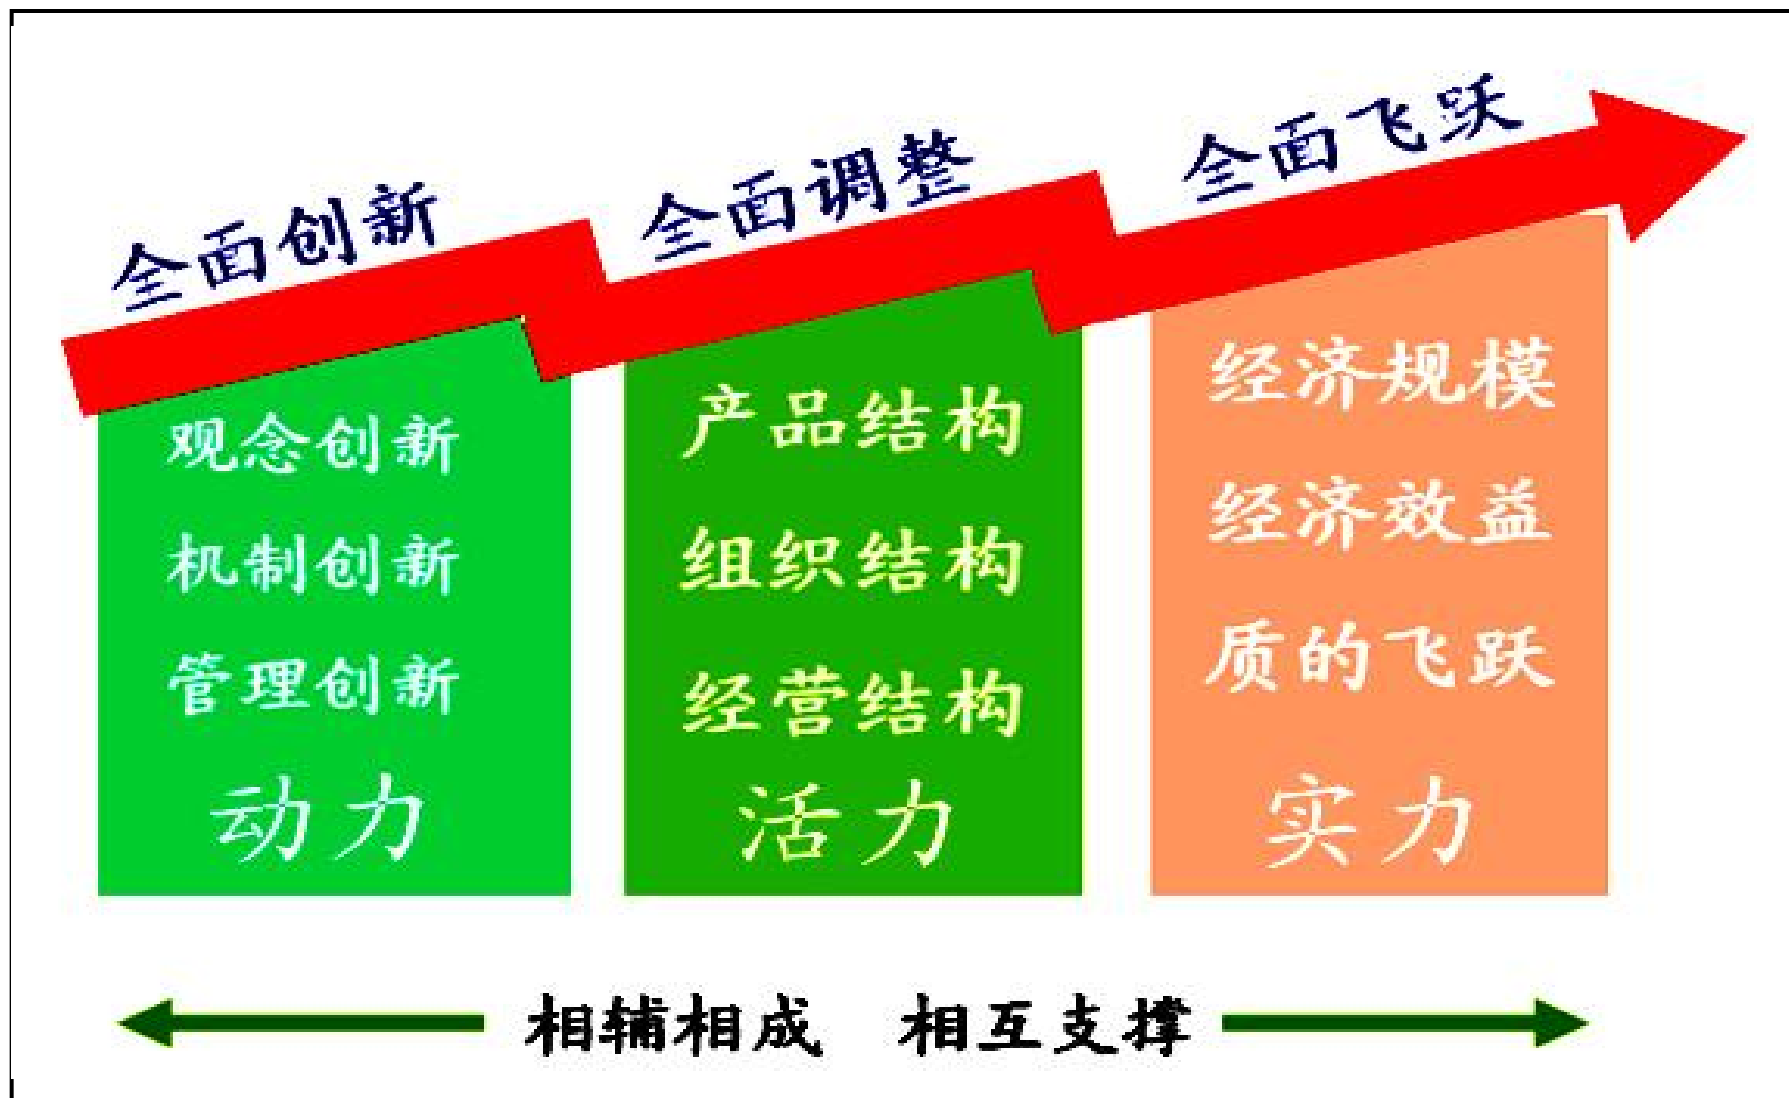 全面创新
全面调整
全面飞跃
观念创新
机制创新
管理创新
动力
产品结构
组织结构
经营结构
活力
经济规模
经济效益
质的飞跃
实力
相辅相成 相互支撑